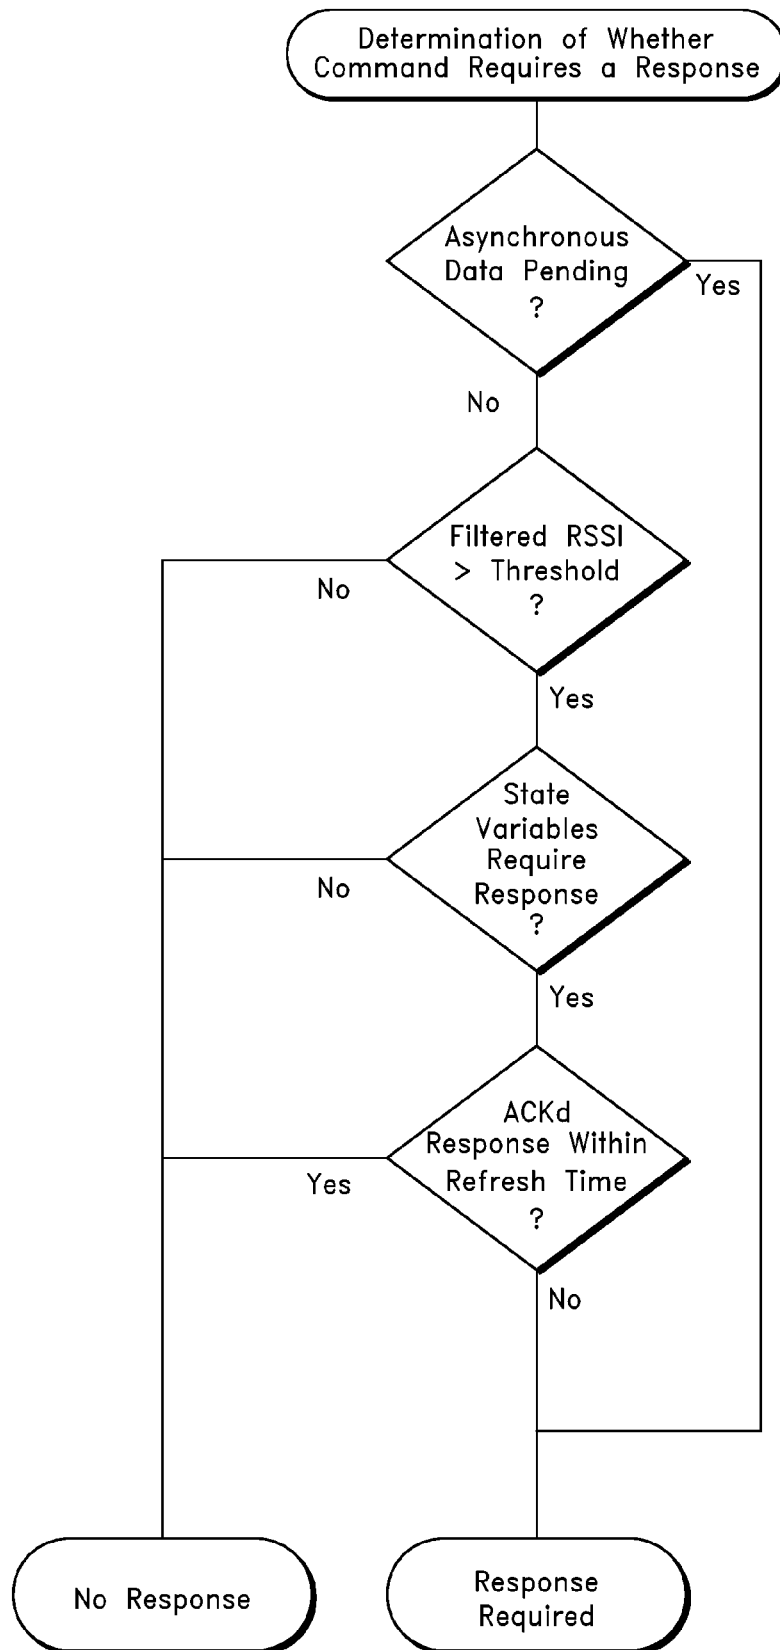 Determination of Whether
Command Requires a Response
Asynchronous
Data Pending
?
Yes
No
Filtered RSSI
> Threshold
?
No
Yes
State
Variables
Require
Response
?
No
Yes
ACKd
Response Within
Refresh Time
?
Yes
No
No Response
Response
Required